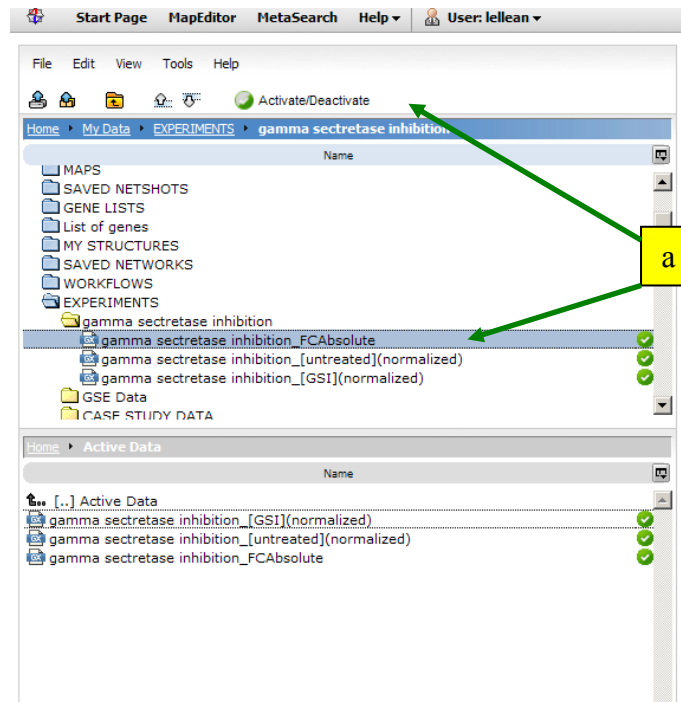 Start Page MapEditor MetaSearch Help User: lellean
File Edit View Tools Help
Activate/Deactivate
Home My Data EXPERIMENTS gamma sectretase inhibition
Name
MAPS
SAVED NETSHOTS
GENE LISTS
List of genes
MY STRUCTURES
SAVED NETWORKS
WORKFLOWS
EXPERIMENTS
gamma sectretase inhibition
gamma sectretase inhibition_FCAbsolute
gamma sectretase inhibition_[untreated](normalized)
gamma sectretase inhibition_[GSI](normalized)
GSE Data
CASE STUDY DATA
a
Home Active Data
Name
[..] Active Data
gamma sectretase inhibition_[GSI](normalized)
gamma sectretase inhibition_[untreated](normalized)
gamma sectretase inhibition_FCAbsolute